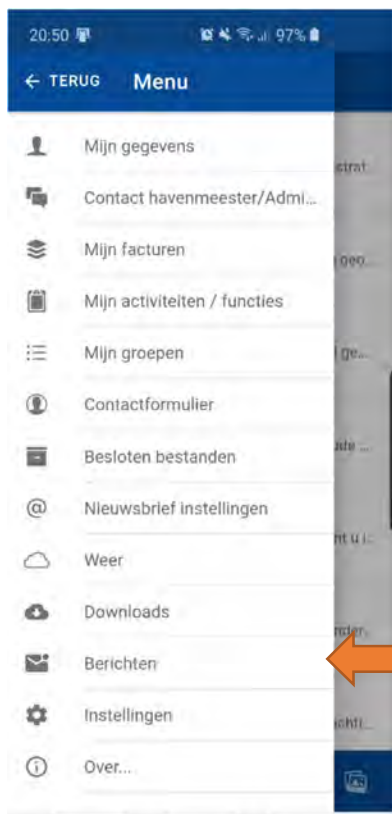 20:50 97%
← TERUG Menu
Mijn gegevens
Contact havenmeester/Admi...
Mijn facturen
Mijn activiteiten / functies
Mijn groepen
Contactformulier
Besloten bestanden
@ Nieuwsbrief instellingen
Weer
Downloads
Berichten
Instellingen
Over...